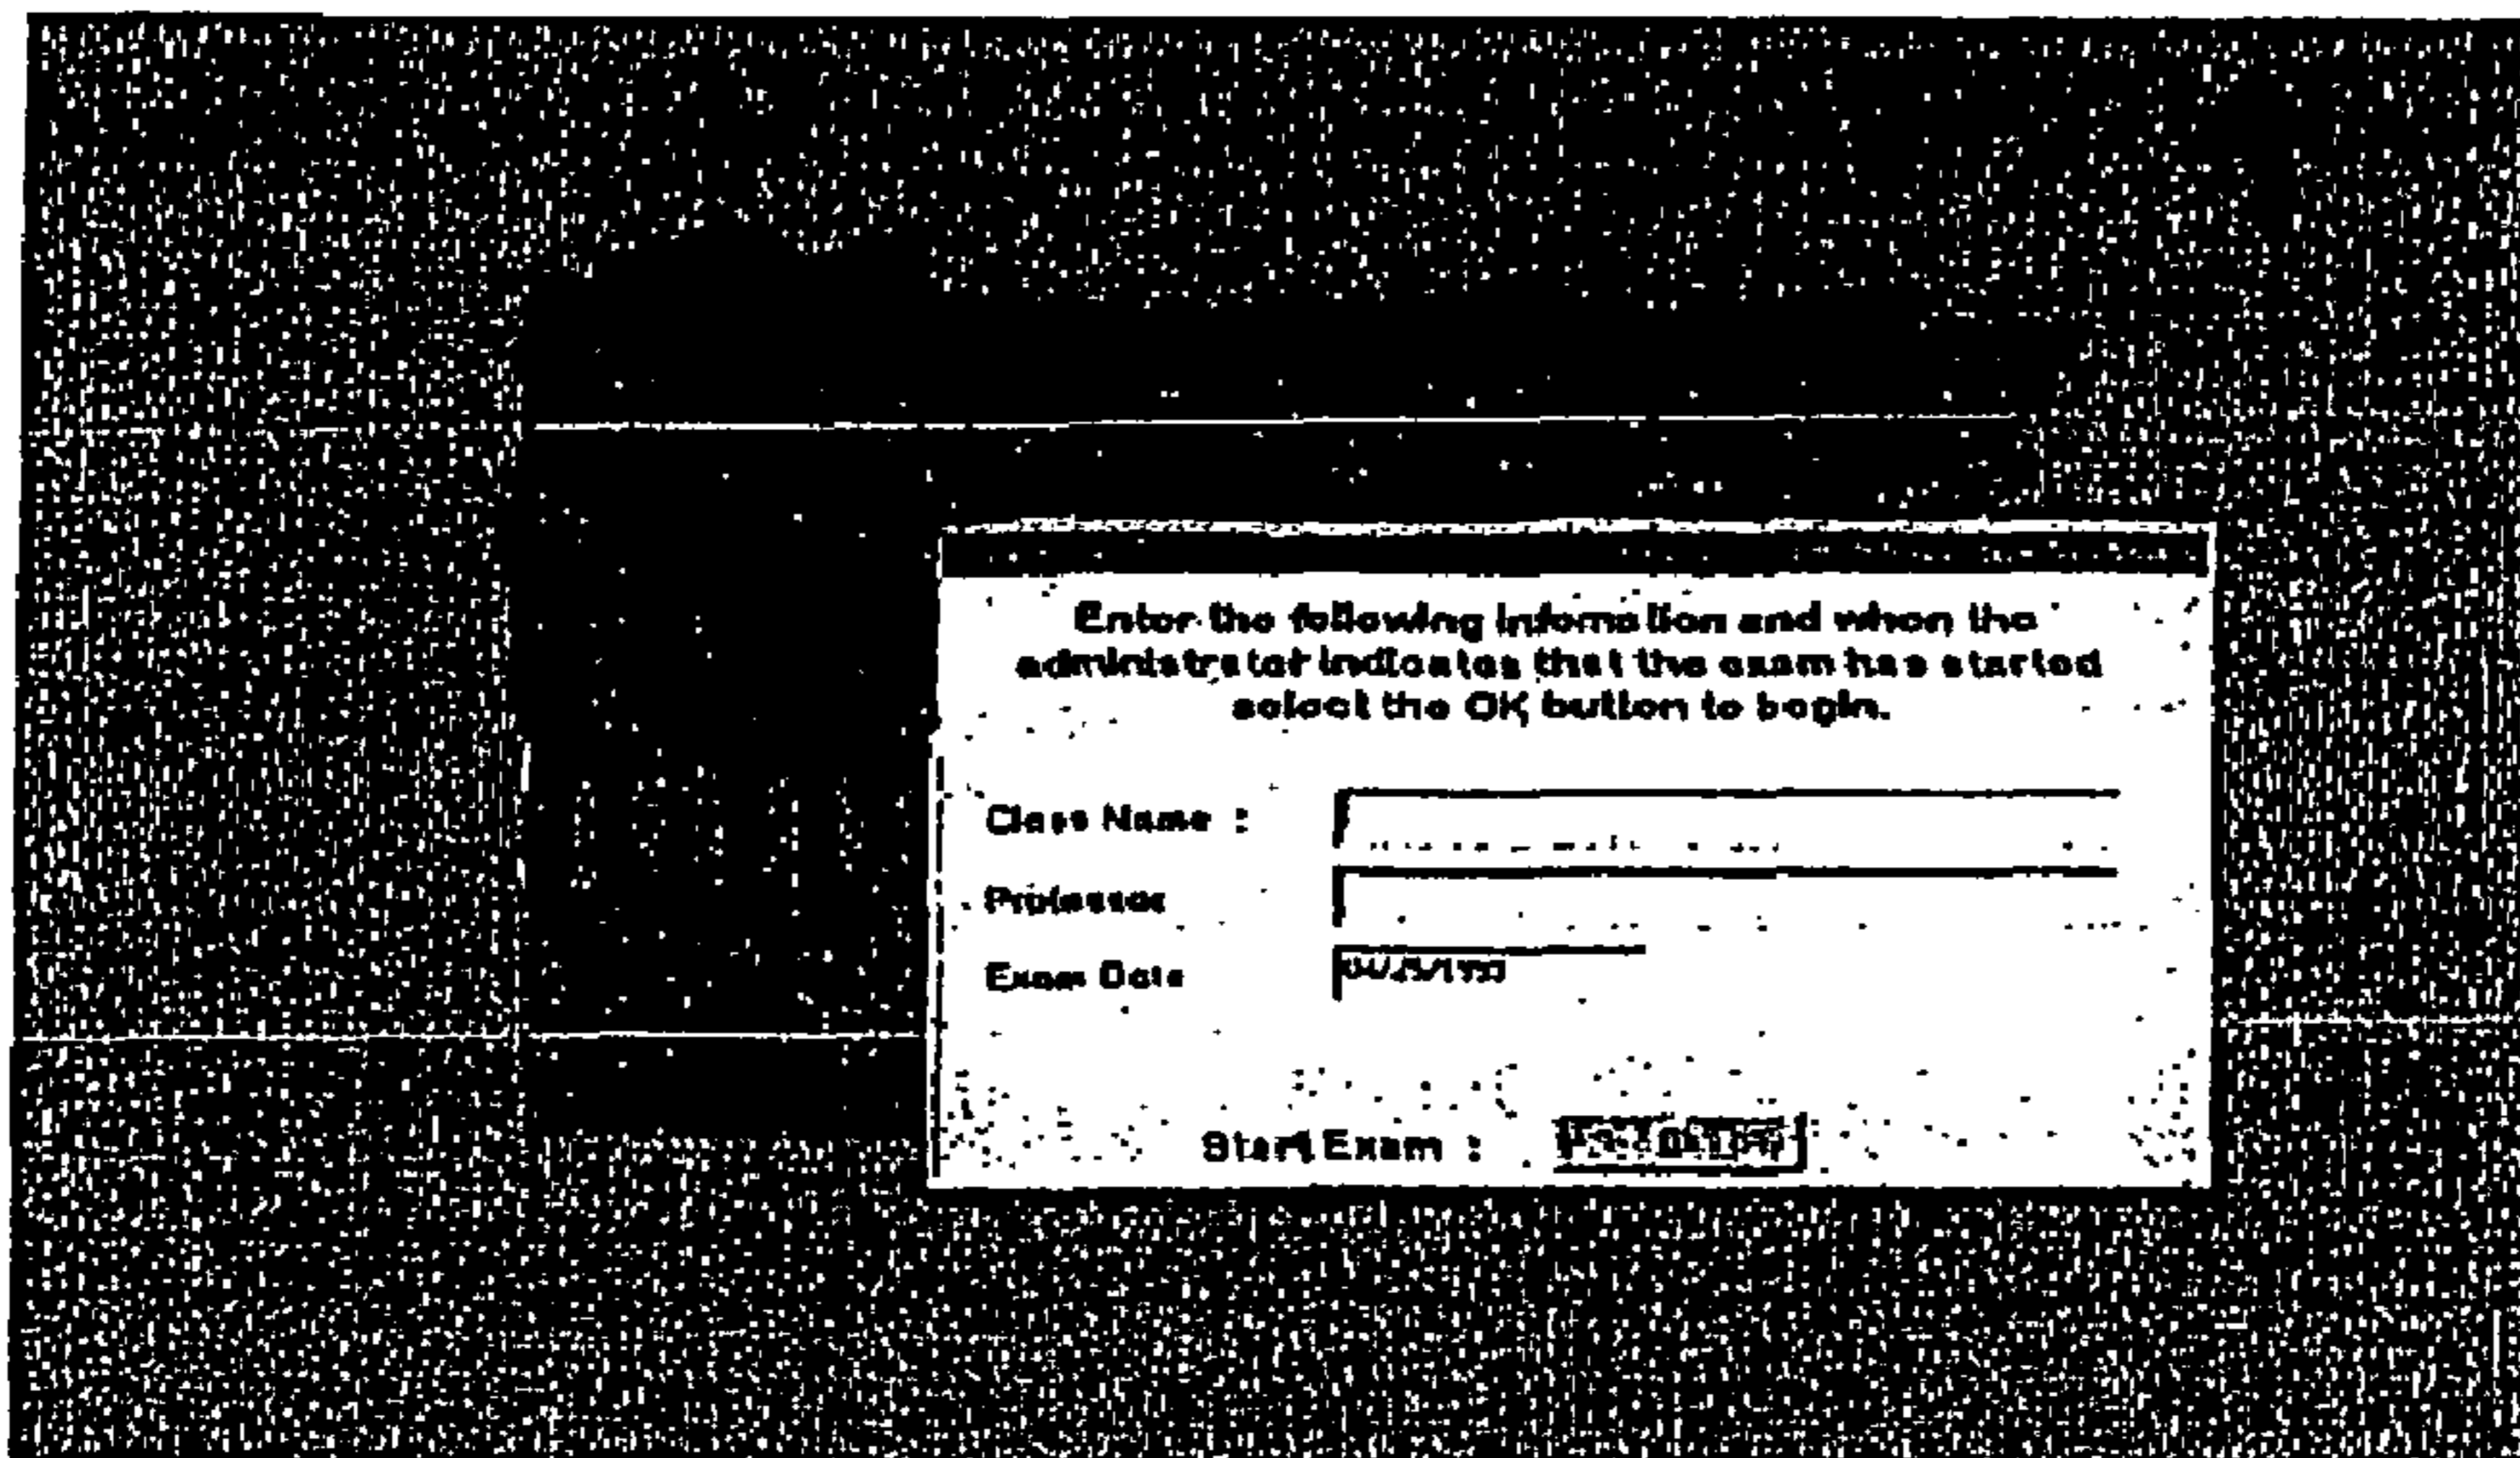 Enter the following infomation and when the
administrator indicates that the exam has started
select the OK button to begin.
Class Name :
Professor
Exam Date
Start Exam :